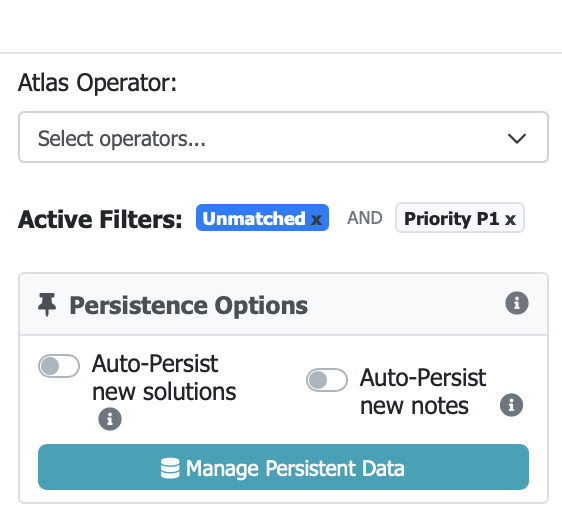 Atlas Operator:
Select operators...
Active Filters: Unmatched x AND Priority P1 x
Persistence Options
Auto-Persist
new solutions
Auto-Persist
new notes
Manage Persistent Data